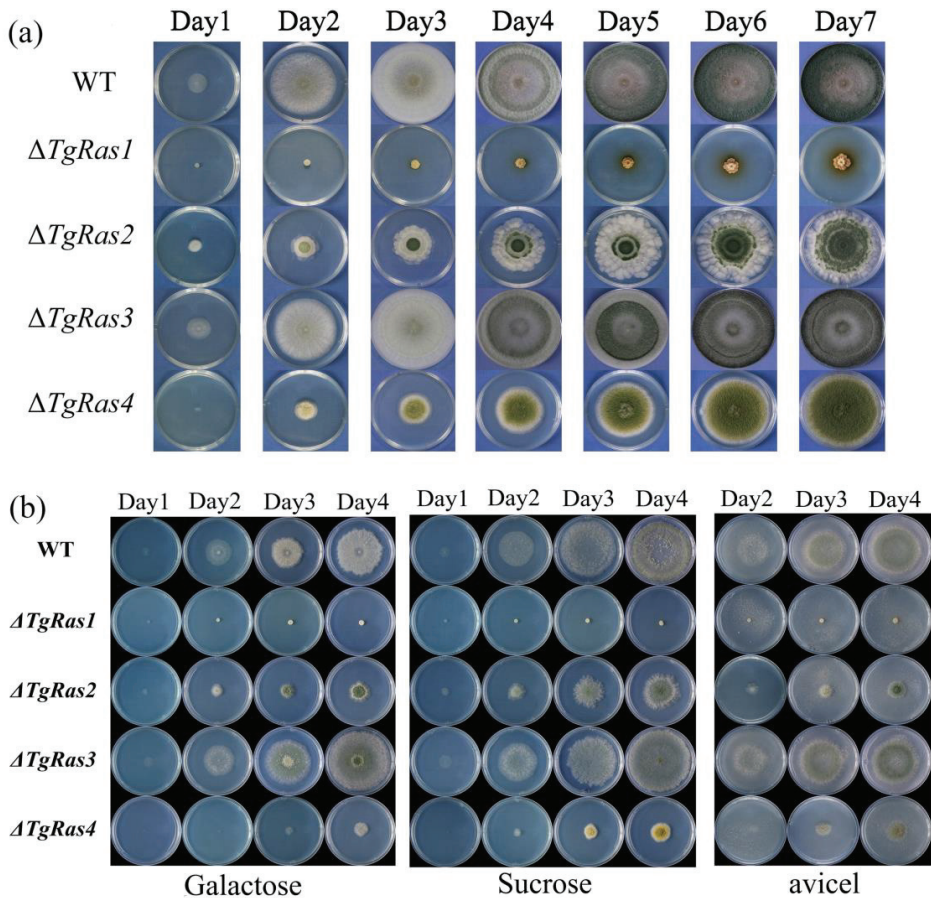 (a)
Day1 Day2 Day3 Day4 Day5 Day6 Day7
WT
ΔTgRas1
ΔTgRas2
ΔTgRas3
ΔTgRas4
(b)
Day1 Day2 Day3 Day4 Day1 Day2 Day3 Day4 Day2 Day3 Day4
WT
ΔTgRas1
ΔTgRas2
ΔTgRas3
ΔTgRas4
Galactose Sucrose avicel